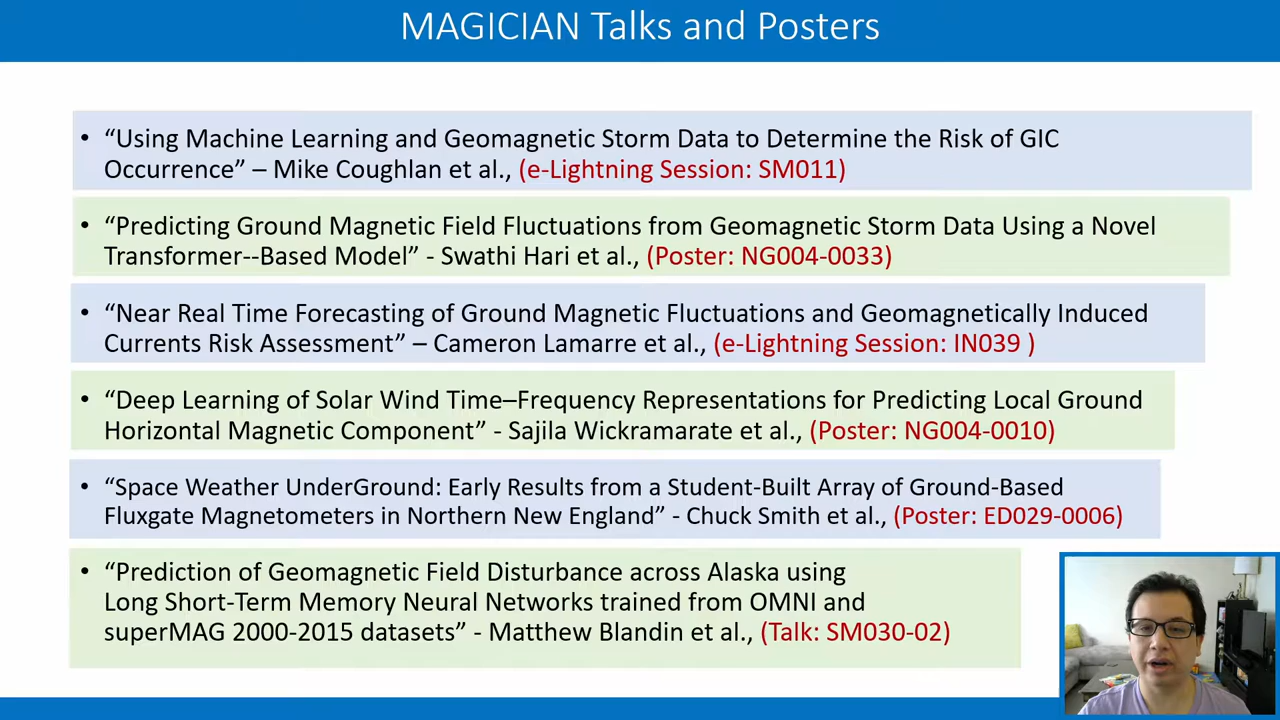 MAGICIAN Talks and Posters
• “Using Machine Learning and Geomagnetic Storm Data to Determine the Risk of GIC
Occurrence” – Mike Coughlan et al., (e-Lightning Session: SM011)
• “Predicting Ground Magnetic Field Fluctuations from Geomagnetic Storm Data Using a Novel
Transformer--Based Model” - Swathi Hari et al., (Poster: NG004-0033)
• “Near Real Time Forecasting of Ground Magnetic Fluctuations and Geomagnetically Induced
Currents Risk Assessment” – Cameron Lamarre et al., (e-Lightning Session: IN039 )
• “Deep Learning of Solar Wind Time–Frequency Representations for Predicting Local Ground
Horizontal Magnetic Component” - Sajila Wickramarate et al., (Poster: NG004-0010)
• “Space Weather UnderGround: Early Results from a Student-Built Array of Ground-Based
Fluxgate Magnetometers in Northern New England” - Chuck Smith et al., (Poster: ED029-0006)
• “Prediction of Geomagnetic Field Disturbance across Alaska using
Long Short-Term Memory Neural Networks trained from OMNI and
superMAG 2000-2015 datasets” - Matthew Blandin et al., (Talk: SM030-02)